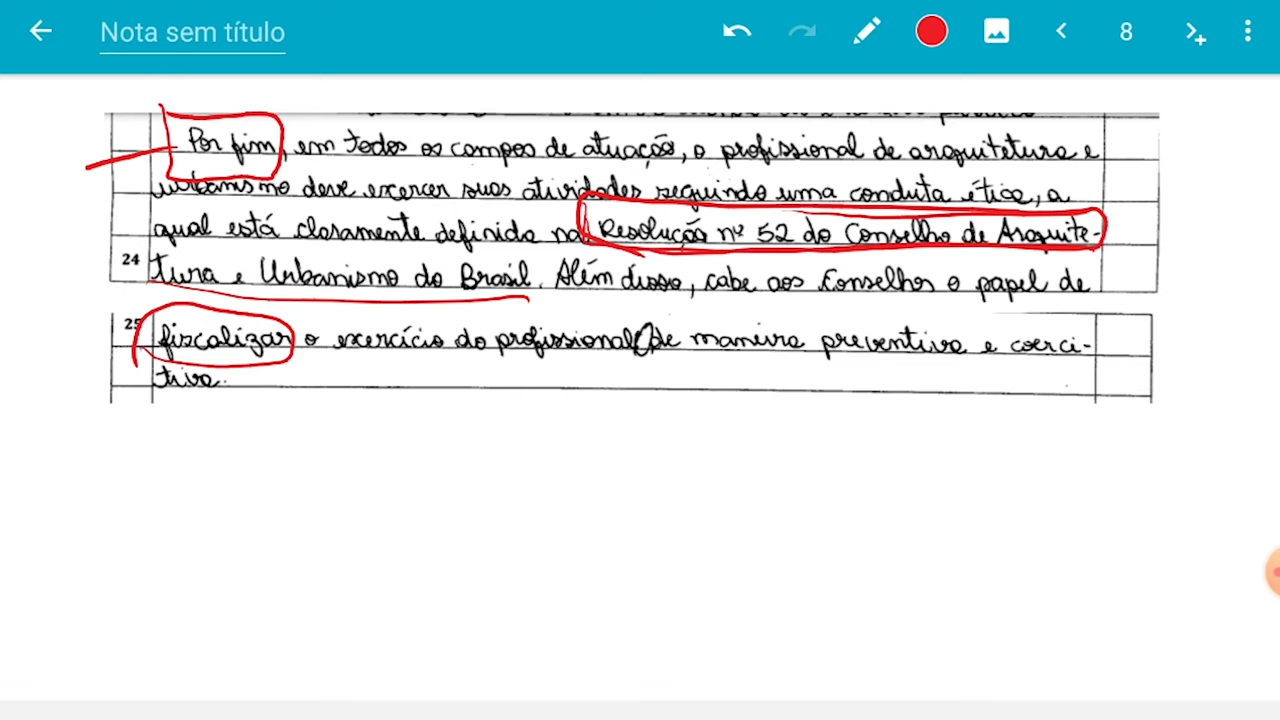 Nota sem título
8
Por fim, em todos os campos de atuação, o profissional de arquitetura e
urbanismo deve exercer suas atividades seguindo uma conduta ética, a
qual está claramente definida na Resolução nº 52 do Conselho de Arquite-
24 tura e Urbanismo do Brasil. Além disso, cabe aos Conselhos o papel de
25 fiscalizar o exercício do profissional de maneira preventiva e coerci-
tiva.